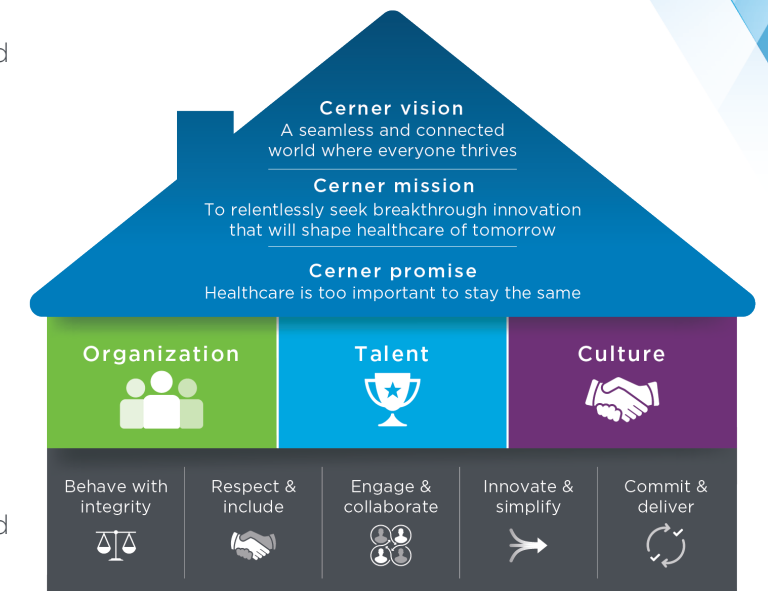 d
Cerner vision
A seamless and connected
world where everyone thrives
Cerner mission
To relentlessly seek breakthrough innovation
that will shape healthcare of tomorrow
Cerner promise
Healthcare is too important to stay the same
Organization
Talent
Culture
Behave with
integrity
Respect &
include
Engage &
collaborate
Innovate &
simplify
Commit &
deliver
d